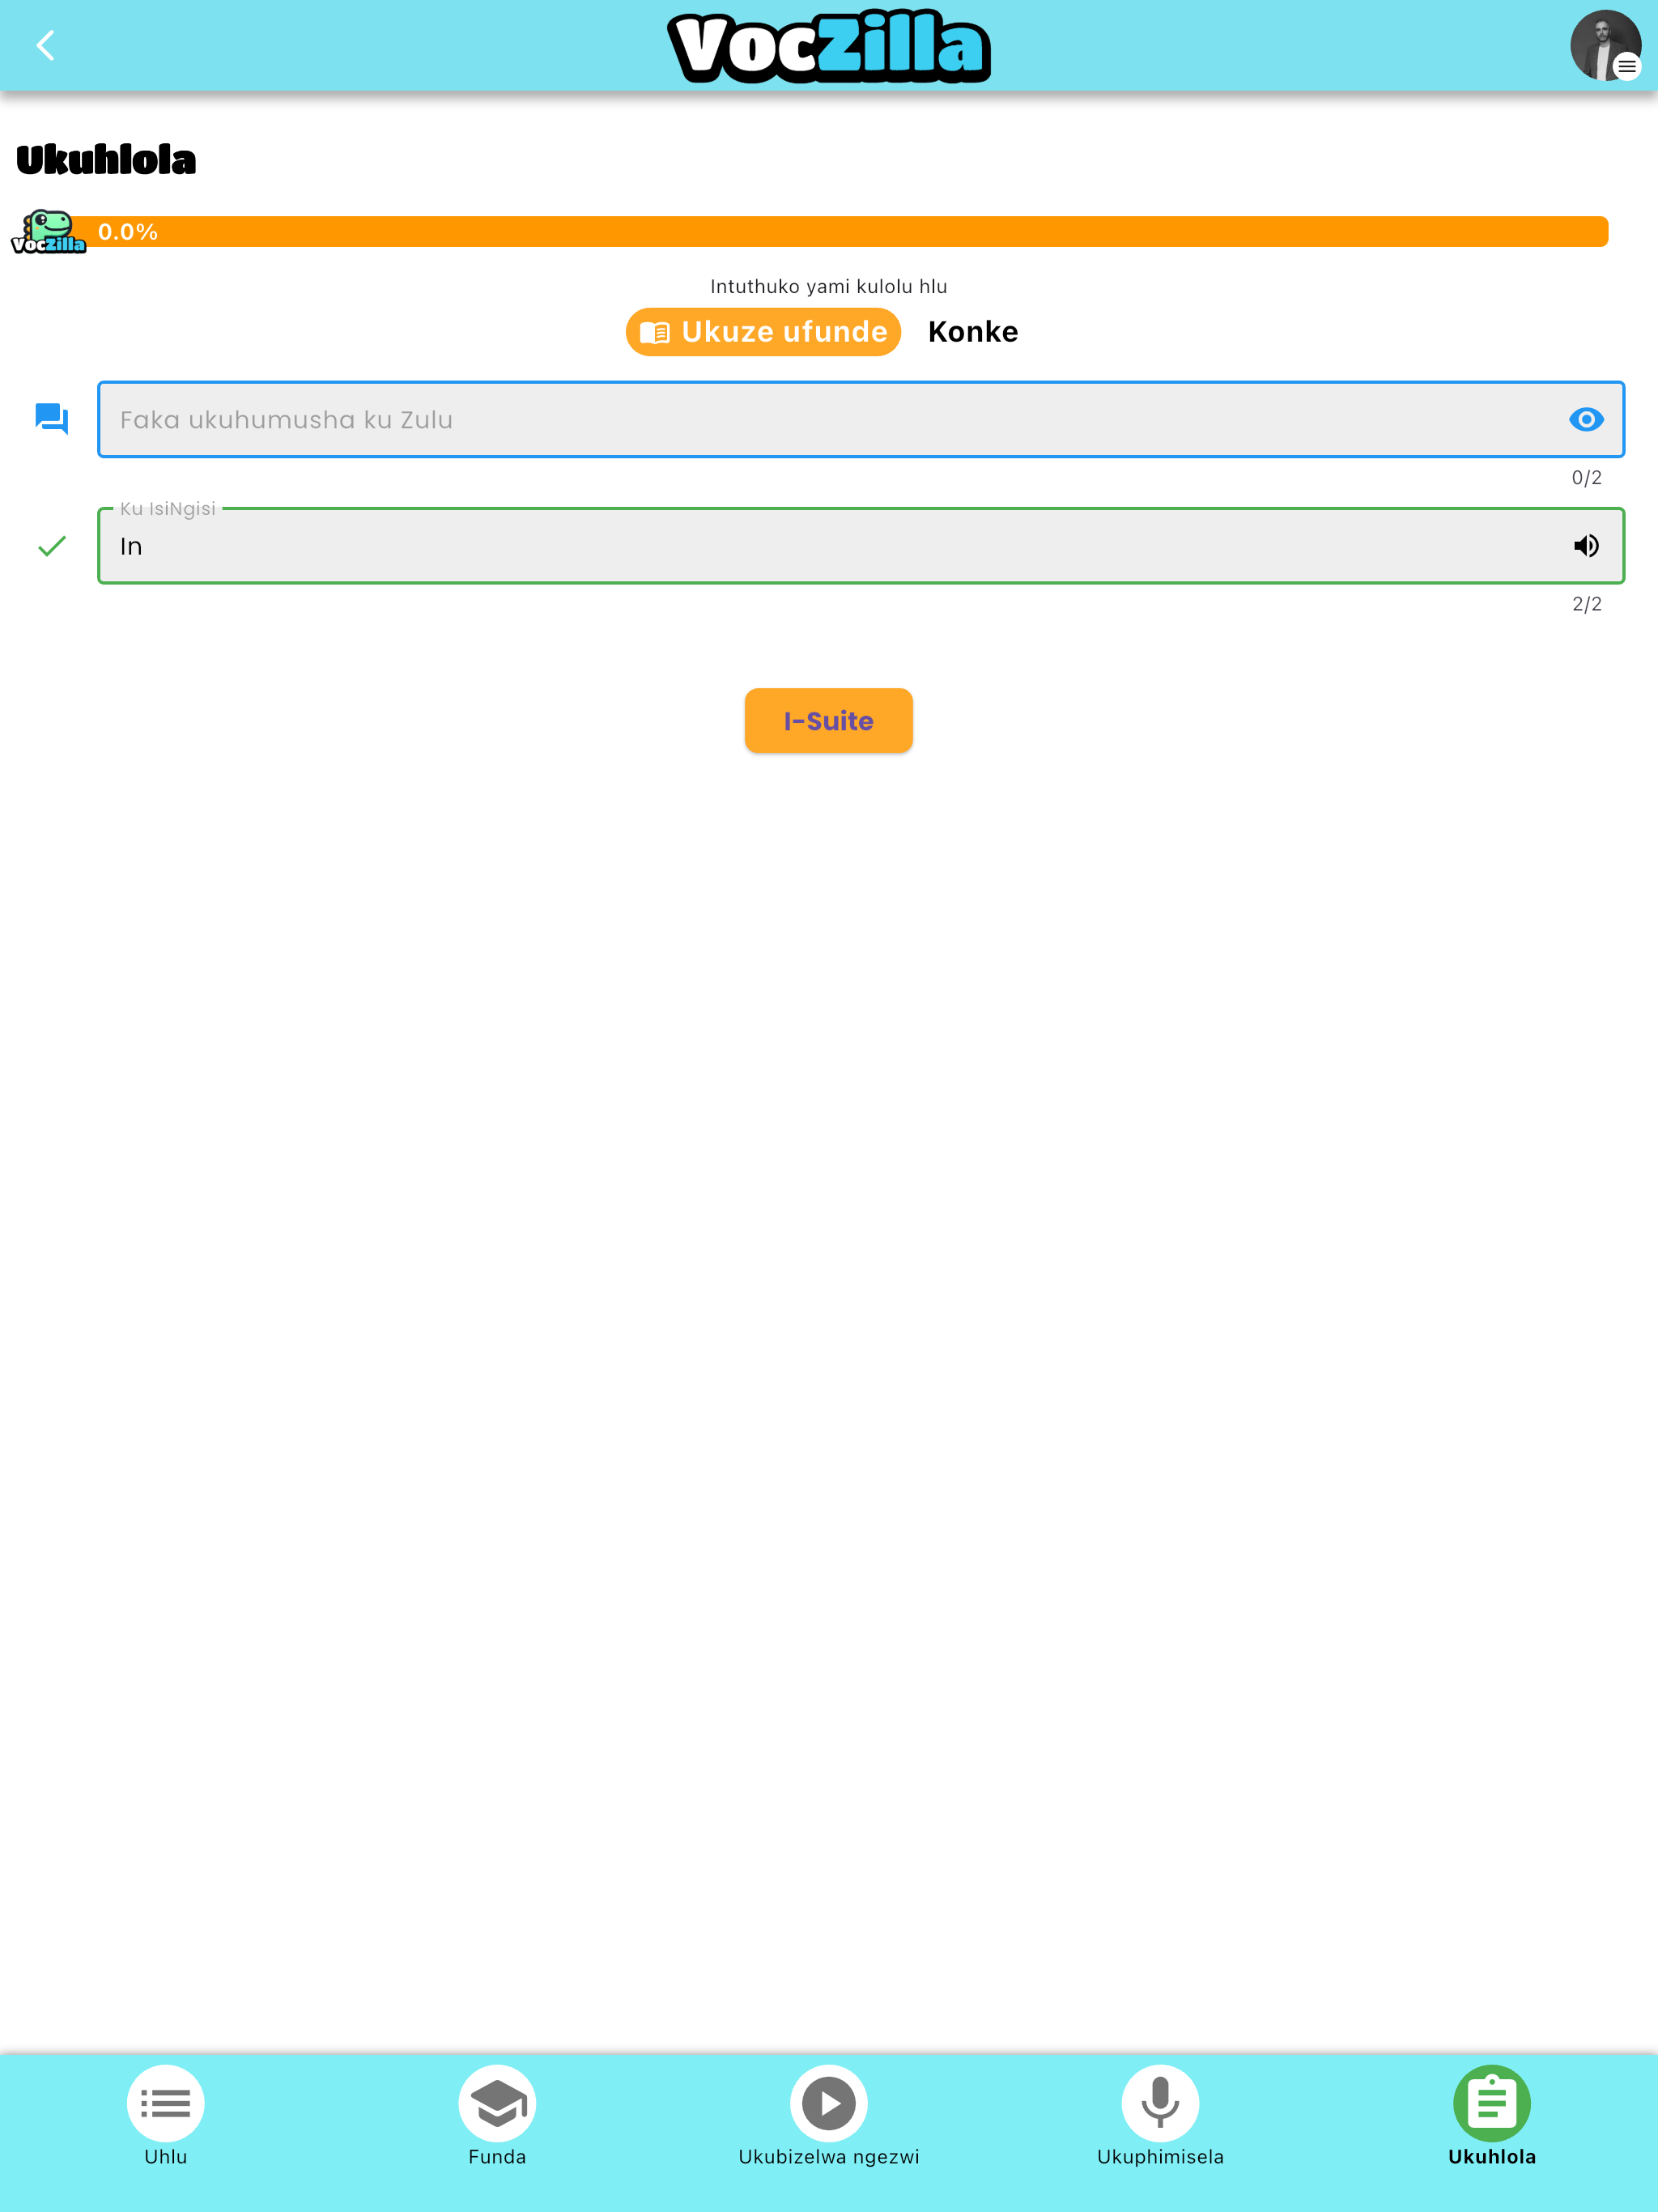 VocZilla
Ukuhlola
VocZilla
0.0%
Intuthuko yami kulolu hlu
Ukuze ufunde
Konke
Faka ukuhumusha ku Zulu
0/2
Ku IsiNgisi
In
2/2
I-Suite
Uhlu
Funda
Ukubizelwa ngezwi
Ukuphimisela
Ukuhlola